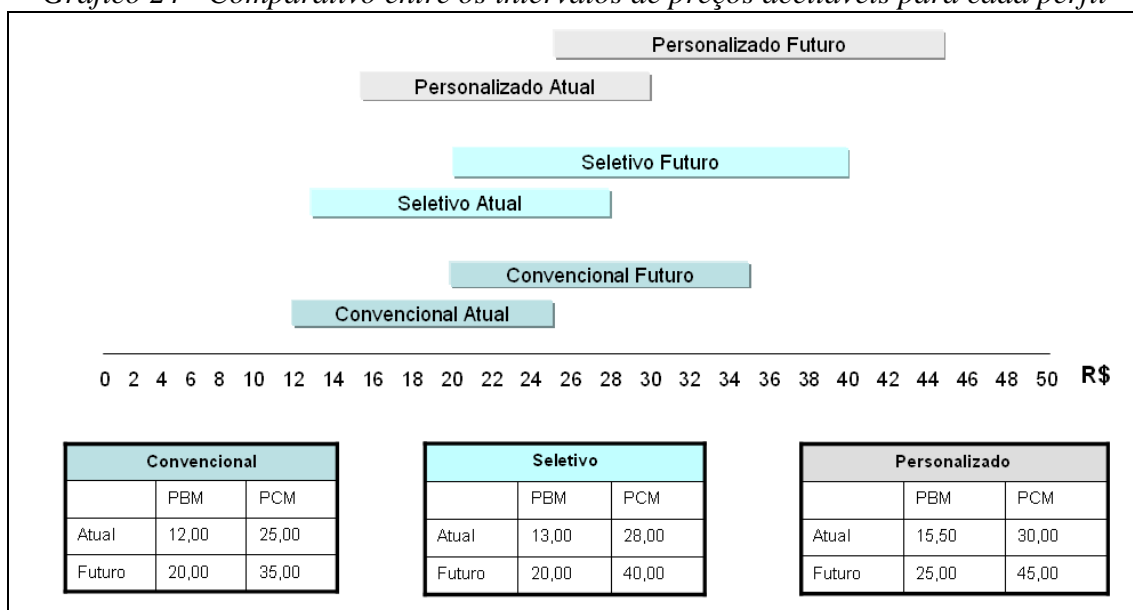 Gráfico 24 - Comparativo entre os intervalos de preços aceitáveis para cada perfil
Personalizado Futuro
Personalizado Atual
Seletivo Futuro
Seletivo Atual
Convencional Futuro
Convencional Atual
0 2 4 6 8 10 12 14 16 18 20 22 24 26 28 30 32 34 36 38 40 42 44 46 48 50 R$
Convencional
PBM PCM
Atual 12,00 25,00
Futuro 20,00 35,00
Seletivo
PBM PCM
Atual 13,00 28,00
Futuro 20,00 40,00
Personalizado
PBM PCM
Atual 15,50 30,00
Futuro 25,00 45,00